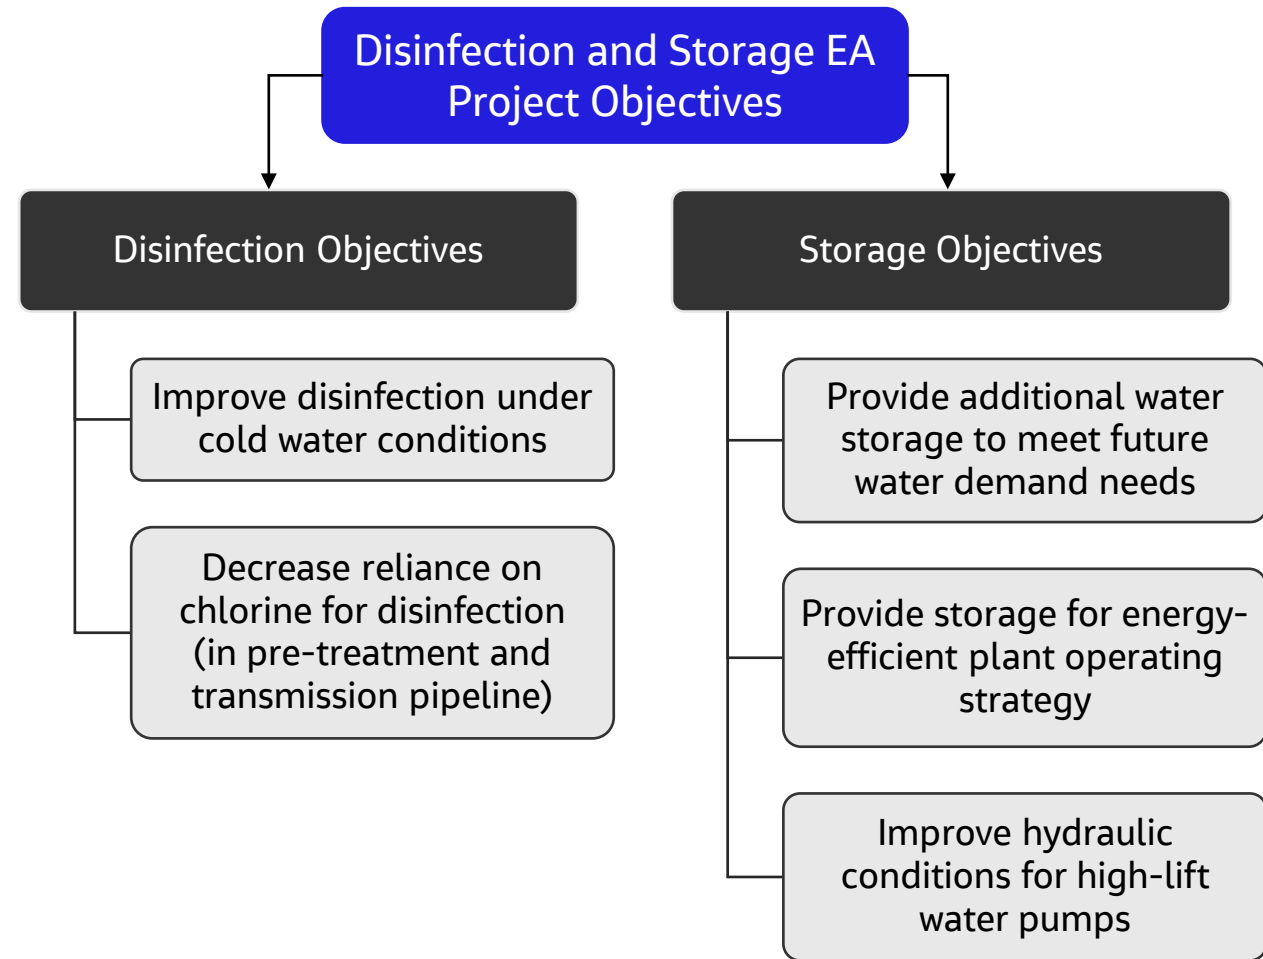 Disinfection and Storage EA
Project Objectives
Disinfection Objectives
Improve disinfection under
cold water conditions
Decrease reliance on
chlorine for disinfection
(in pre-treatment and
transmission pipeline)
Storage Objectives
Provide additional water
storage to meet future
water demand needs
Provide storage for energy-
efficient plant operating
strategy
Improve hydraulic
conditions for high-lift
water pumps